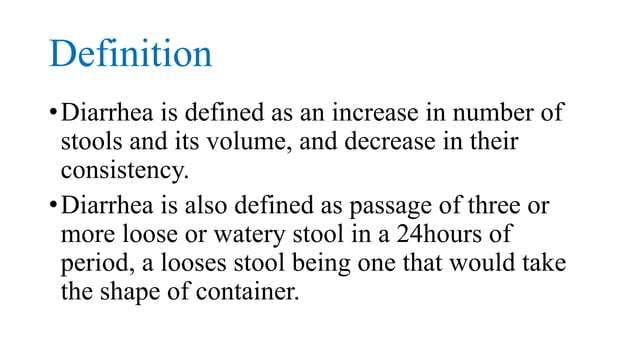 Definition
•Diarrhea is defined as an increase in number of
stools and its volume, and decrease in their
consistency.
•Diarrhea is also defined as passage of three or
more loose or watery stool in a 24hours of
period, a looses stool being one that would take
the shape of container.